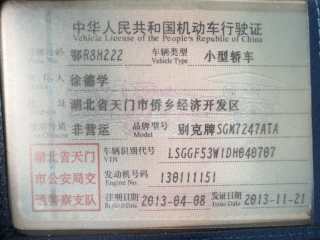 中华人民共和国机动车行驶证
Vehicle License of the People's Republic of China
号牌号码 鄂R8H222 车辆类型 小型轿车
Vehicle Type
人 徐德学
址 湖北省天门市侨乡经济开发区
非营运 品牌型号 别克牌SGM7247ATA
Model
车辆识别代号 LSGGF53W1DH040707
VIN
发动机号码 130111151
Engine No.
注册日期 2013-04-08 发证日期 2013-11-21
Register Date Issue Date
湖北省天门
市公安局交
通警察支队